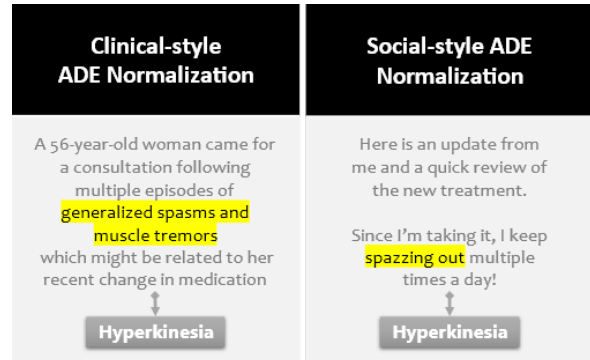 Clinical-style
ADE Normalization
A 56-year-old woman came for
a consultation following
multiple episodes of
generalized spasms and
muscle tremors
which might be related to her
recent change in medication
Hyperkinesia
Social-style ADE
Normalization
Here is an update from
me and a quick review of
the new treatment.
Since I'm taking it, I keep
spazzing out multiple
times a day!
Hyperkinesia